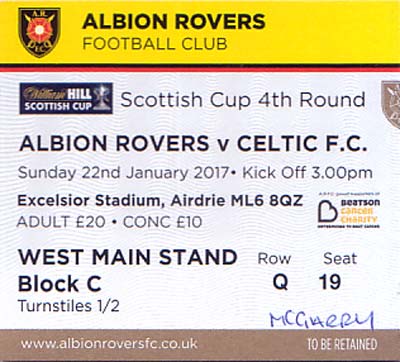 A.R.
F.C.
ALBION ROVERS
FOOTBALL CLUB
William HILL
SCOTTISH CUP
Scottish Cup 4th Round
ALBION ROVERS v CELTIC F.C.
Sunday 22nd January 2017• Kick Off 3.00pm
Excelsior Stadium, Airdrie ML6 8QZ
ADULT £20 • CONC £10
BEATSON
CANCER
CHARITY
WEST MAIN STAND Row Seat
Block C Q 19
Turnstiles 1/2
MCGARRY
www.albionroversfc.co.uk TO BE RETAINED